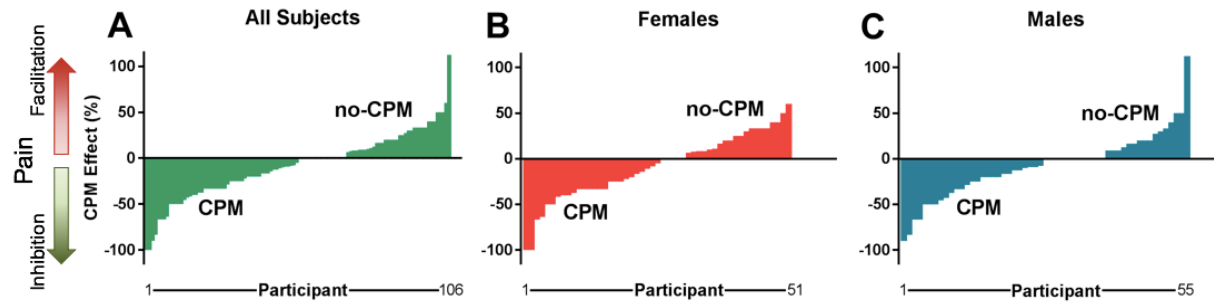 Pain
Facilitation
Inhibition
A
All Subjects
CPM Effect (%)
100
50
0
-50
-100
no-CPM
CPM
1 Participant 106
B
Females
100
50
0
-50
-100
no-CPM
CPM
1 Participant 51
C
Males
100
50
0
-50
-100
no-CPM
CPM
1 Participant 55